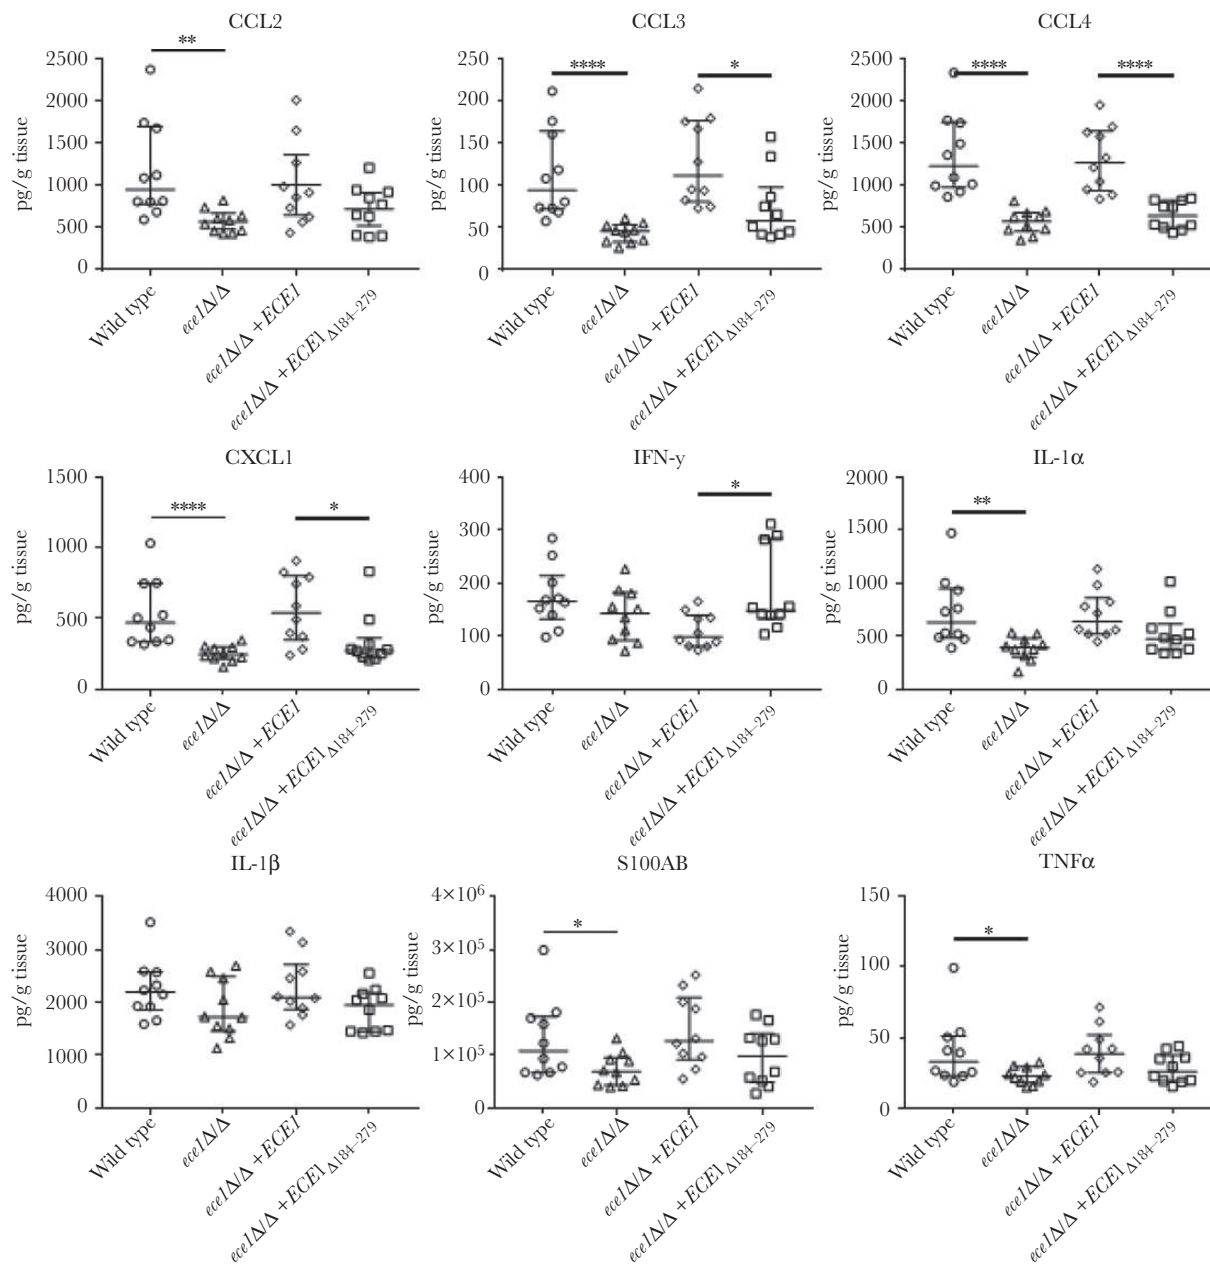 CCL2
**
pg/g tissue
2500
2000
1500
1000
500
0
Wild type
ece1Δ/Δ
ece1Δ/Δ +ECE1
ece1Δ/Δ +ECE1Δ184–279
CCL3
****
*
pg/g tissue
250
200
150
100
50
0
Wild type
ece1Δ/Δ
ece1Δ/Δ +ECE1
ece1Δ/Δ +ECE1Δ184–279
CCL4
****
****
pg/g tissue
2500
2000
1500
1000
500
0
Wild type
ece1Δ/Δ
ece1Δ/Δ +ECE1
ece1Δ/Δ +ECE1Δ184–279
CXCL1
****
*
pg/g tissue
1500
1000
500
0
Wild type
ece1Δ/Δ
ece1Δ/Δ +ECE1
ece1Δ/Δ +ECE1Δ184–279
IFN-y
*
pg/g tissue
400
300
200
100
0
Wild type
ece1Δ/Δ
ece1Δ/Δ +ECE1
ece1Δ/Δ +ECE1Δ184–279
IL-1α
**
pg/g tissue
2000
1500
1000
500
0
Wild type
ece1Δ/Δ
ece1Δ/Δ +ECE1
ece1Δ/Δ +ECE1Δ184–279
IL-1β
pg/g tissue
4000
3000
2000
1000
0
Wild type
ece1Δ/Δ
ece1Δ/Δ +ECE1
ece1Δ/Δ +ECE1Δ184–279
S100AB
*
pg/g tissue
4×10⁶
3×10⁵
2×10⁵
1×10⁵
0
Wild type
ece1Δ/Δ
ece1Δ/Δ +ECE1
ece1Δ/Δ +ECE1Δ184–279
TNFα
*
pg/g tissue
150
100
50
0
Wild type
ece1Δ/Δ
ece1Δ/Δ +ECE1
ece1Δ/Δ +ECE1Δ184–279